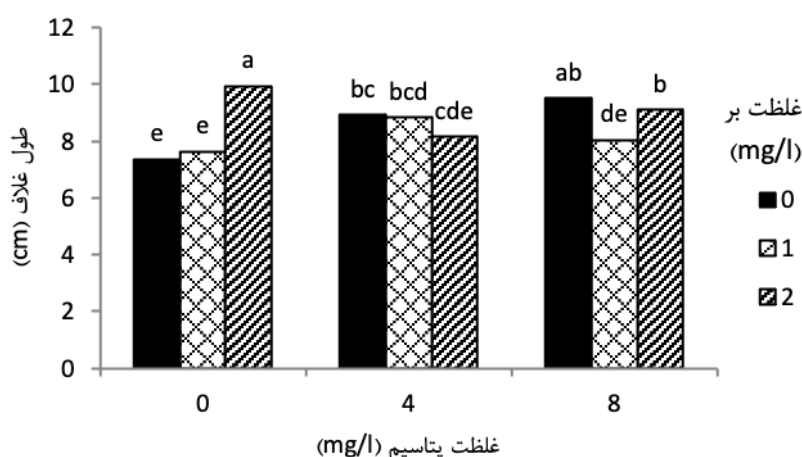 12
10
8
6
4
2
0
طول غلاف (cm)
e
e
a
bc
bcd
cde
ab
de
b
0
4
8
غلظت پتاسیم (mg/l)
غلظت بر
(mg/l)
0
1
2